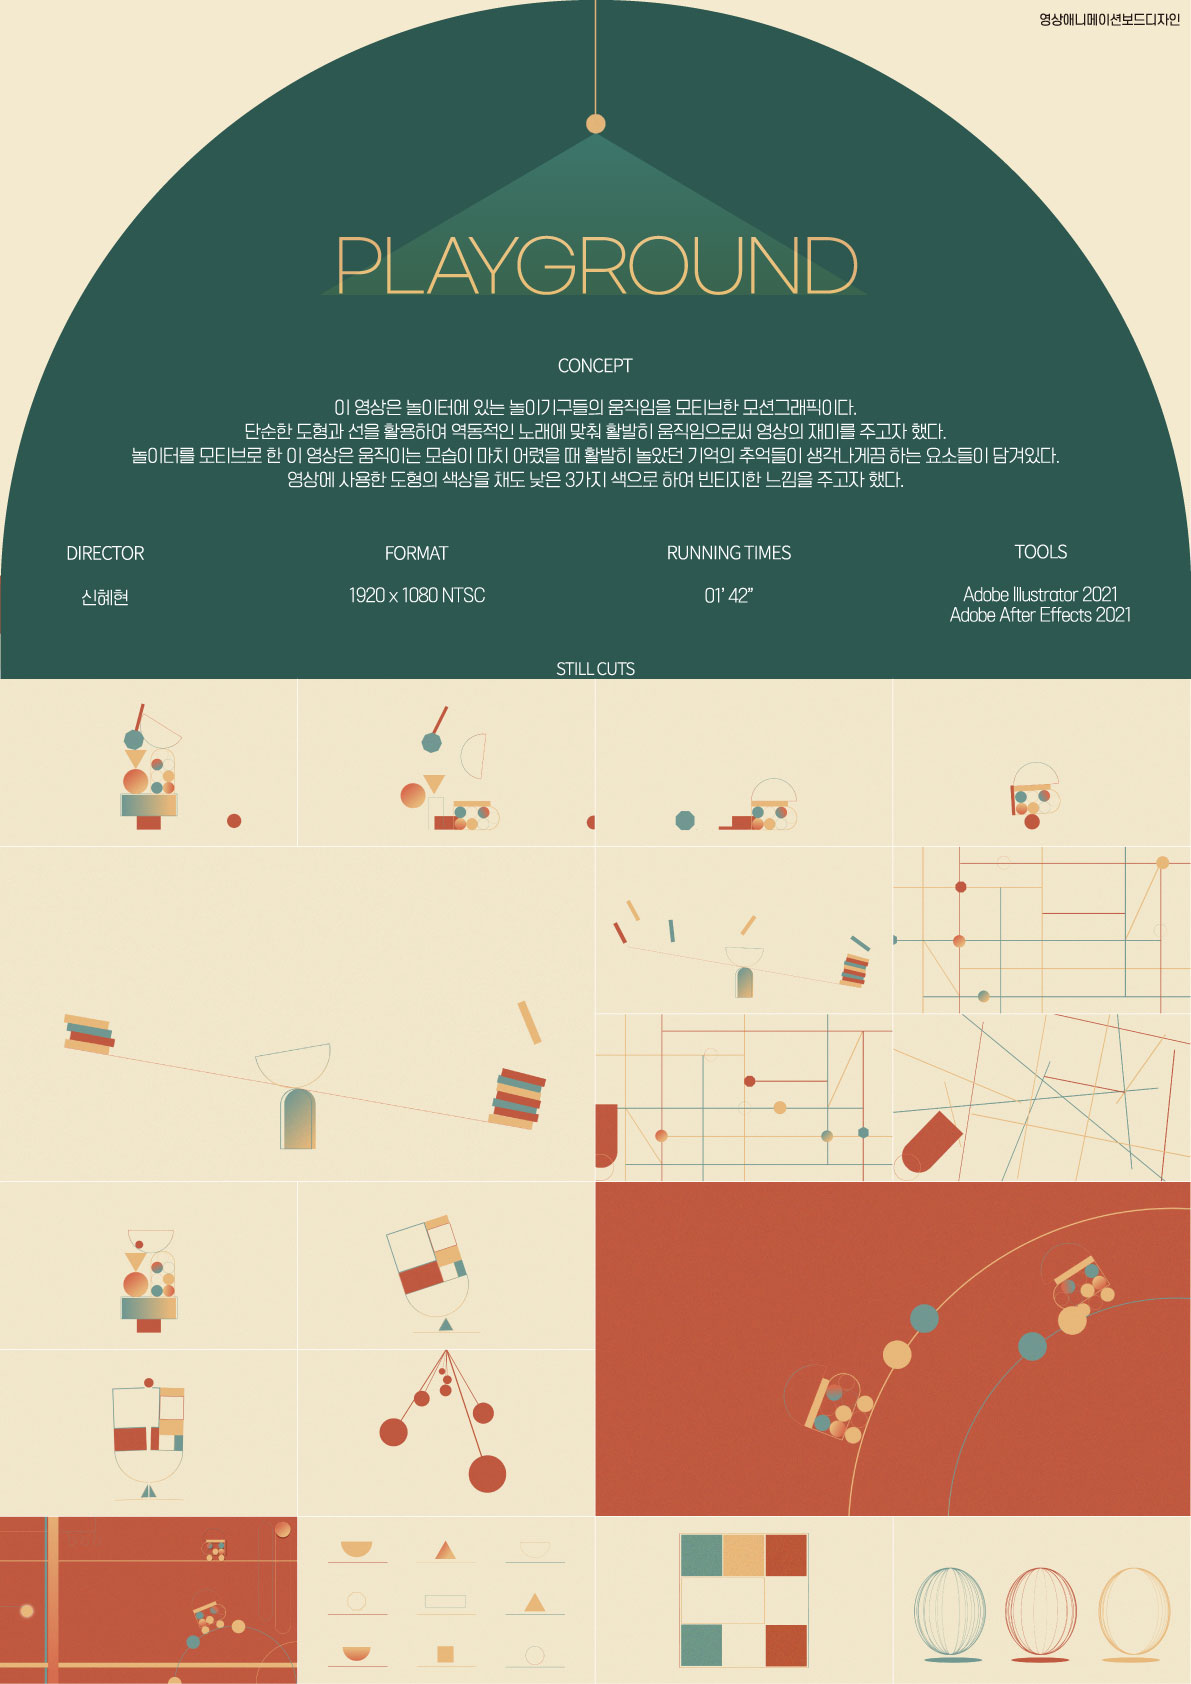 영상애니메이션보드디자인
PLAYGROUND
CONCEPT
이 영상은 놀이터에 있는 놀이기구들의 움직임을 모티브한 모션그래픽이다.
단순한 도형과 선을 활용하여 역동적인 노래에 맞춰 활발히 움직임으로써 영상의 재미를 주고자 했다.
놀이터를 모티브로 한 이 영상은 움직이는 모습이 마치 어렸을 때 활발히 놀았던 기억의 추억들이 생각나게끔 하는 요소들이 담겨있다.
영상에 사용한 도형의 색상을 채도 낮은 3가지 색으로 하여 빈티지한 느낌을 주고자 했다.
DIRECTOR
신혜현
FORMAT
1920 x 1080 NTSC
RUNNING TIMES
01’ 42”
TOOLS
Adobe Illustrator 2021
Adobe After Effects 2021
STILL CUTS